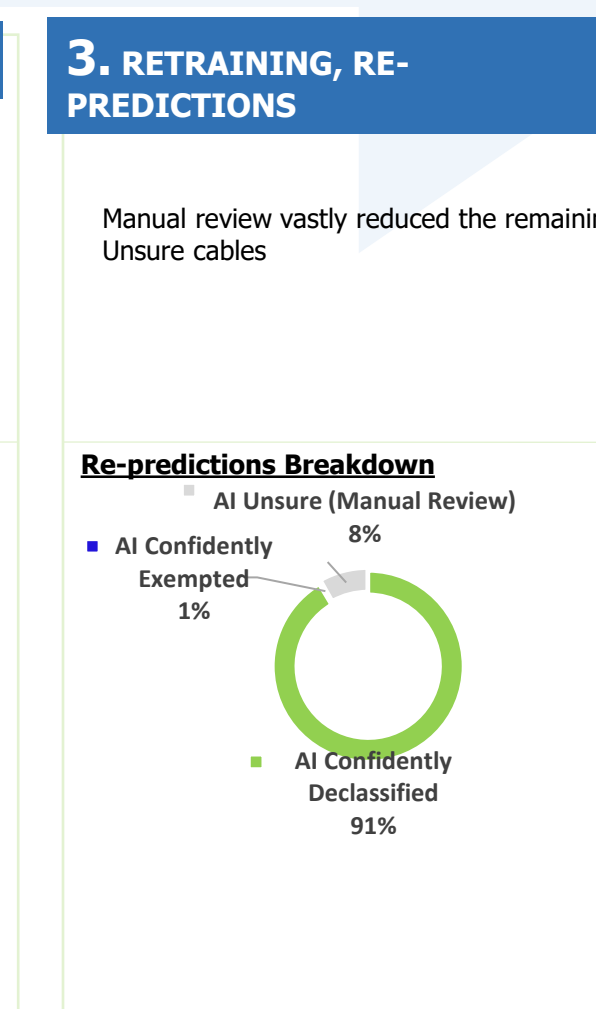 3. RETRAINING, RE-
PREDICTIONS
Manual review vastly reduced the
Unsure cables
Re-predictions Breakdown
AI Unsure (Manual Review)
8%
AI Confidently
Exempted
1%
AI Confidently
Declassified
91%